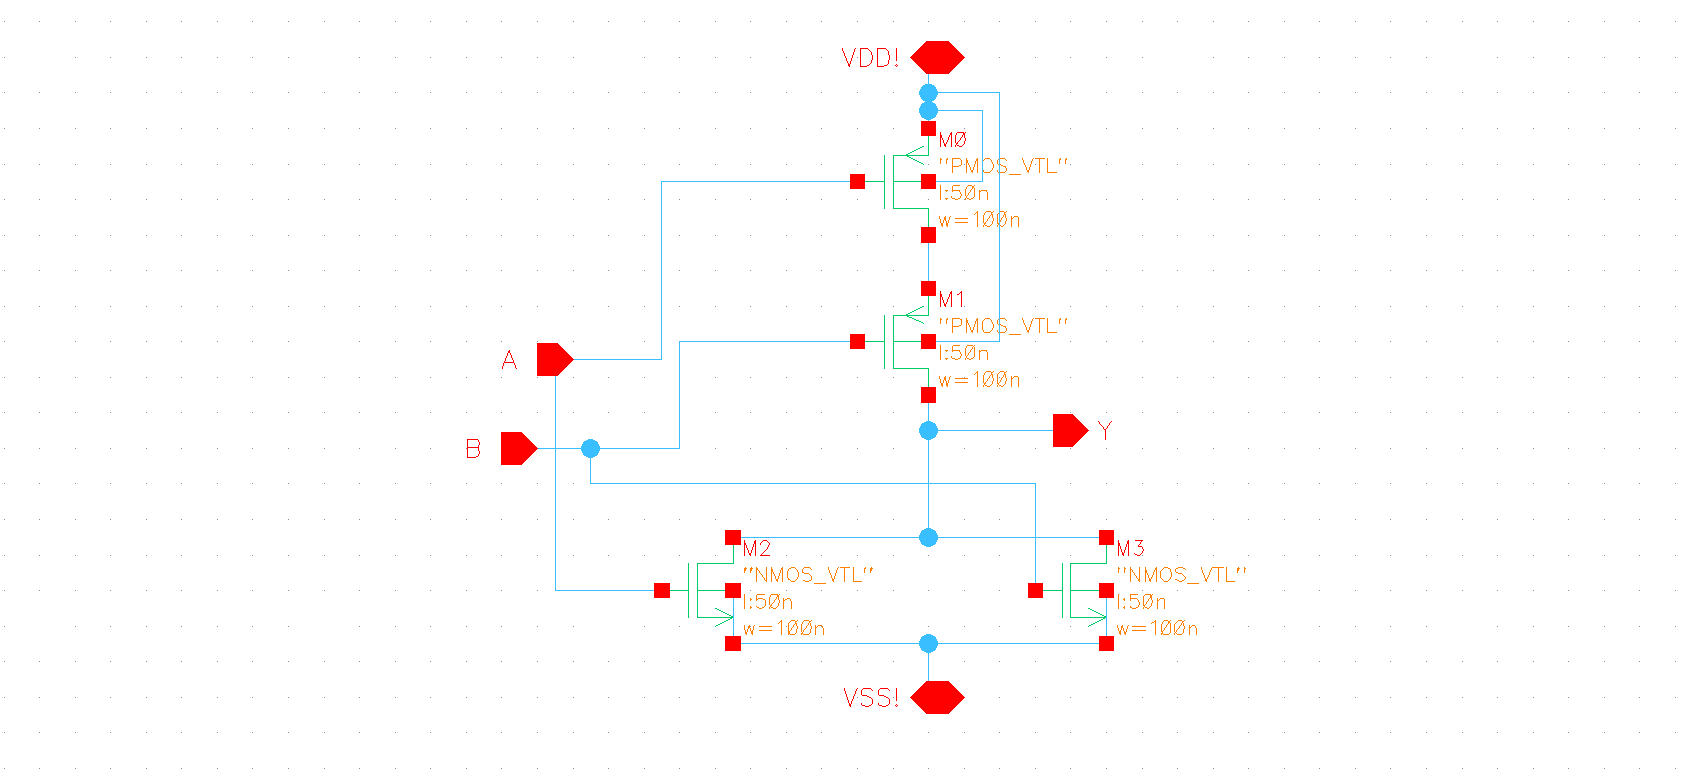 VDD!
M0
"PMOS_VTL"
l:50n
w=100n
M1
"PMOS_VTL"
l:50n
w=100n
A
Y
B
M2
"NMOS_VTL"
l:50n
w=100n
M3
"NMOS_VTL"
l:50n
w=100n
VSS!